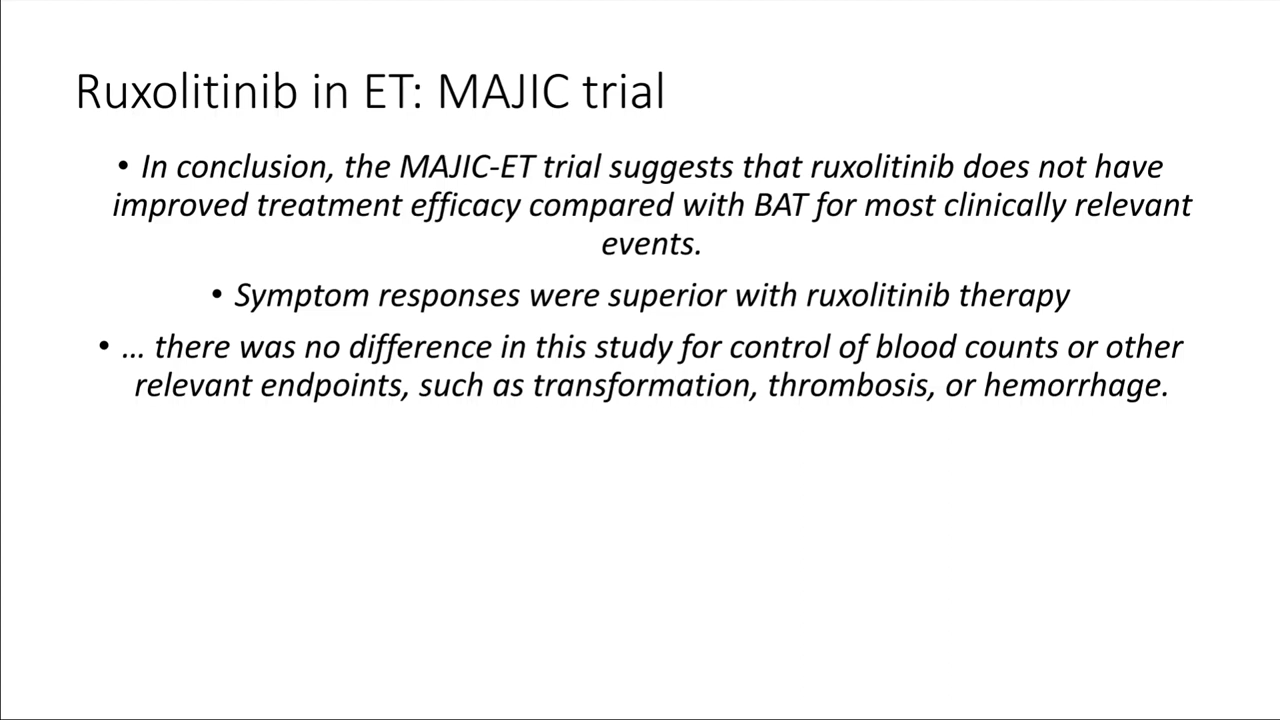 Ruxolitinib in ET: MAJIC trial
• In conclusion, the MAJIC-ET trial suggests that ruxolitinib does not have
improved treatment efficacy compared with BAT for most clinically relevant
events.
• Symptom responses were superior with ruxolitinib therapy
• … there was no difference in this study for control of blood counts or other
relevant endpoints, such as transformation, thrombosis, or hemorrhage.